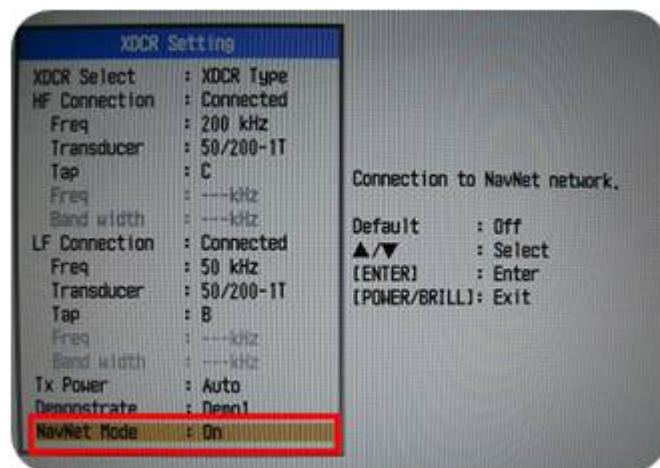 XDCR Setting
XDCR Select : XDCR Type
HF Connection : Connected
Freq : 200 kHz
Transducer : 50/200-1T
Tap : C
Freq : ---kHz
Band width : ---kHz
LF Connection : Connected
Freq : 50 kHz
Transducer : 50/200-1T
Tap : B
Freq : ---kHz
Band width : ---kHz
Tx Power : Auto
Demonstrate : Demo1
NavNet Mode : On
Connection to NavNet network.
Default : Off
▲/▼ : Select
[ENTER] : Enter
[POWER/BRILL]: Exit